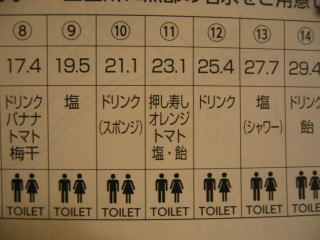 ⑧ ⑨ ⑩ ⑪ ⑫ ⑬ ⑭
17.4 19.5 21.1 23.1 25.4 27.7 29.4
ドリンク 塩 ドリンク 押し寿し ドリンク 塩 ドリンク
バナナ (スポンジ) オレンジ (シャワー) 飴
トマト トマト
梅干 塩・飴
TOILET TOILET TOILET TOILET TOILET TOILET TOILET